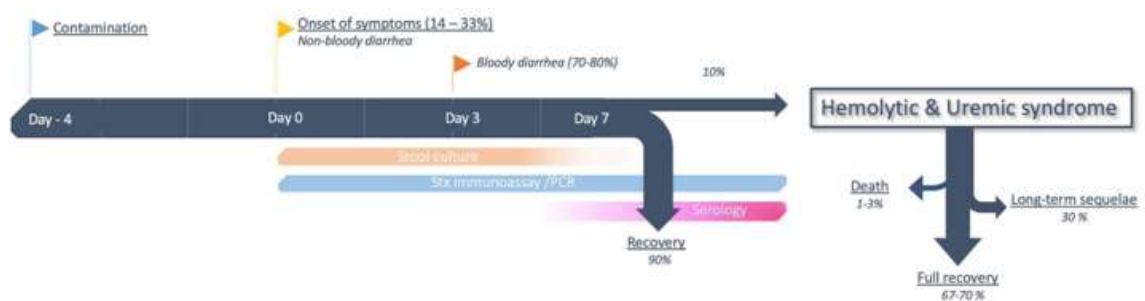 Contamination
Onset of symptoms (14 – 33%)
Non-bloody diarrhea
Bloody diarrhea (70-80%)
10%
Day - 4
Day 0
Day 3
Day 7
Hemolytic & Uremic syndrome
Stool culture
Stx immunoassay /PCR
Serology
Recovery
90%
Death
1-3%
Long-term sequelae
30 %
Full recovery
67-70 %